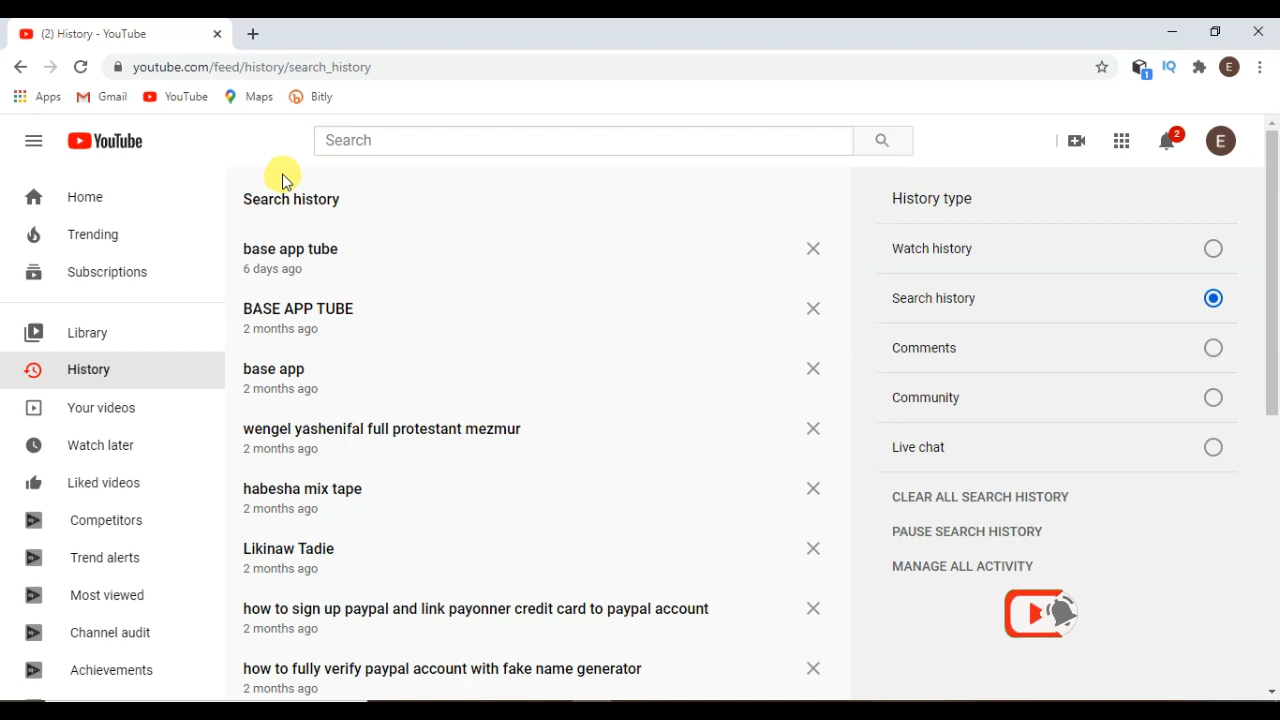 (2) History - YouTube
youtube.com/feed/history/search_history
1
IQ
E
Apps
Gmail
YouTube
Maps
Bitly
YouTube
Search
2
E
Home
Trending
Subscriptions
Library
History
Your videos
Watch later
Liked videos
Competitors
Trend alerts
Most viewed
Channel audit
Achievements
Search history
base app tube
6 days ago
BASE APP TUBE
2 months ago
base app
2 months ago
wengel yashenifal full protestant mezmur
2 months ago
habesha mix tape
2 months ago
Likinaw Tadie
2 months ago
how to sign up paypal and link payonner credit card to paypal account
2 months ago
how to fully verify paypal account with fake name generator
2 months ago
History type
Watch history
Search history
Comments
Community
Live chat
CLEAR ALL SEARCH HISTORY
PAUSE SEARCH HISTORY
MANAGE ALL ACTIVITY